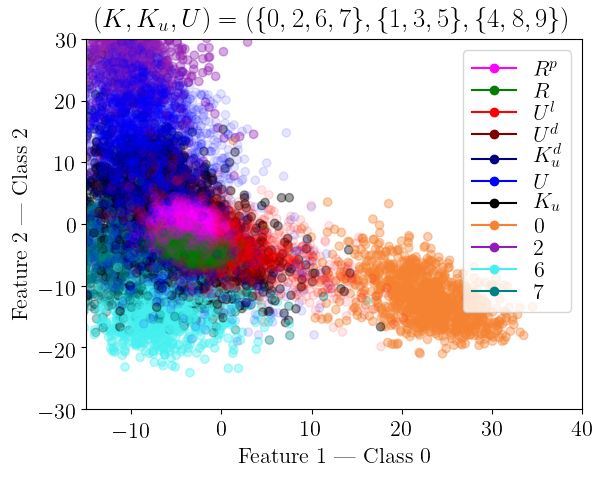 (K, K_u, U) = ({0, 2, 6, 7}, {1, 3, 5}, {4, 8, 9})
30
20
10
0
−10
−20
−30
Feature 2 — Class 2
R^p
R
U^l
U^d
K_u^d
U
K_u
0
2
6
7
−10
0
10
20
30
40
Feature 1 — Class 0